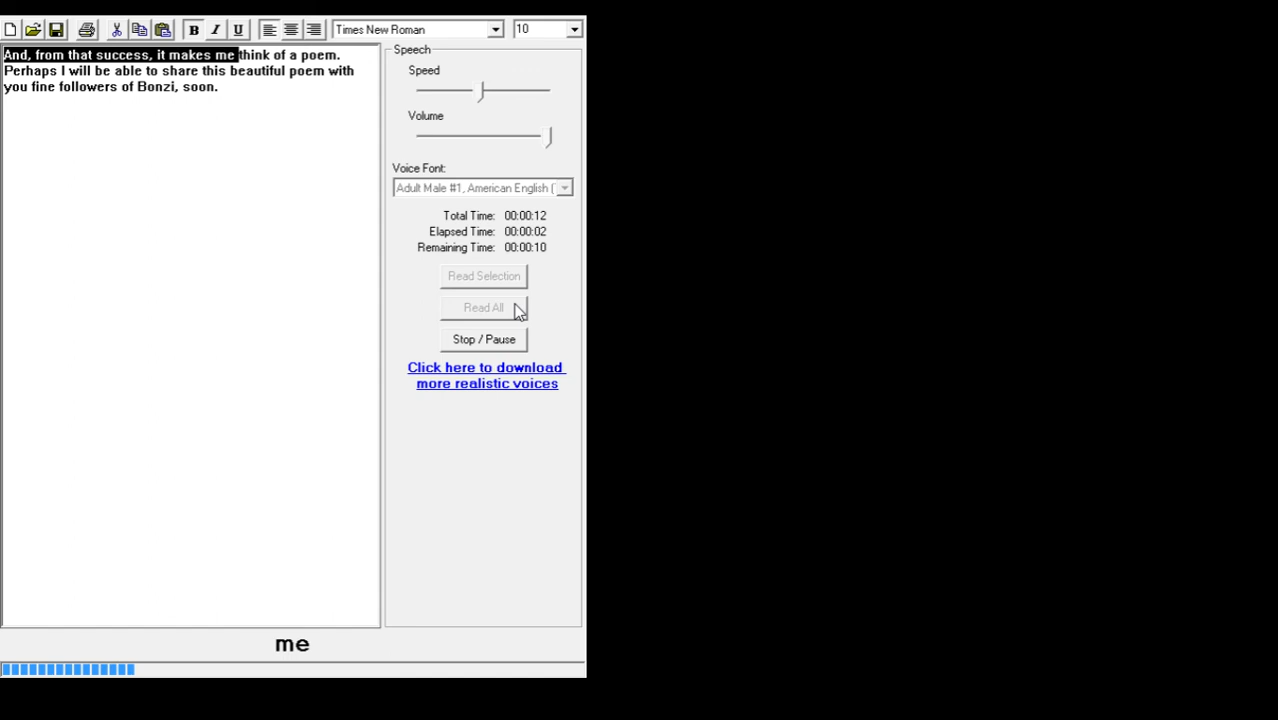 Times New Roman
10
And, from that success, it makes me think of a poem.
Perhaps I will be able to share this beautiful poem with
you fine followers of Bonzi, soon.
Speech
Speed
Volume
Voice Font:
Adult Male #1, American English (
Total Time: 00:00:12
Elapsed Time: 00:00:02
Remaining Time: 00:00:10
Read Selection
Read All
Stop / Pause
Click here to download
more realistic voices
me
B I U